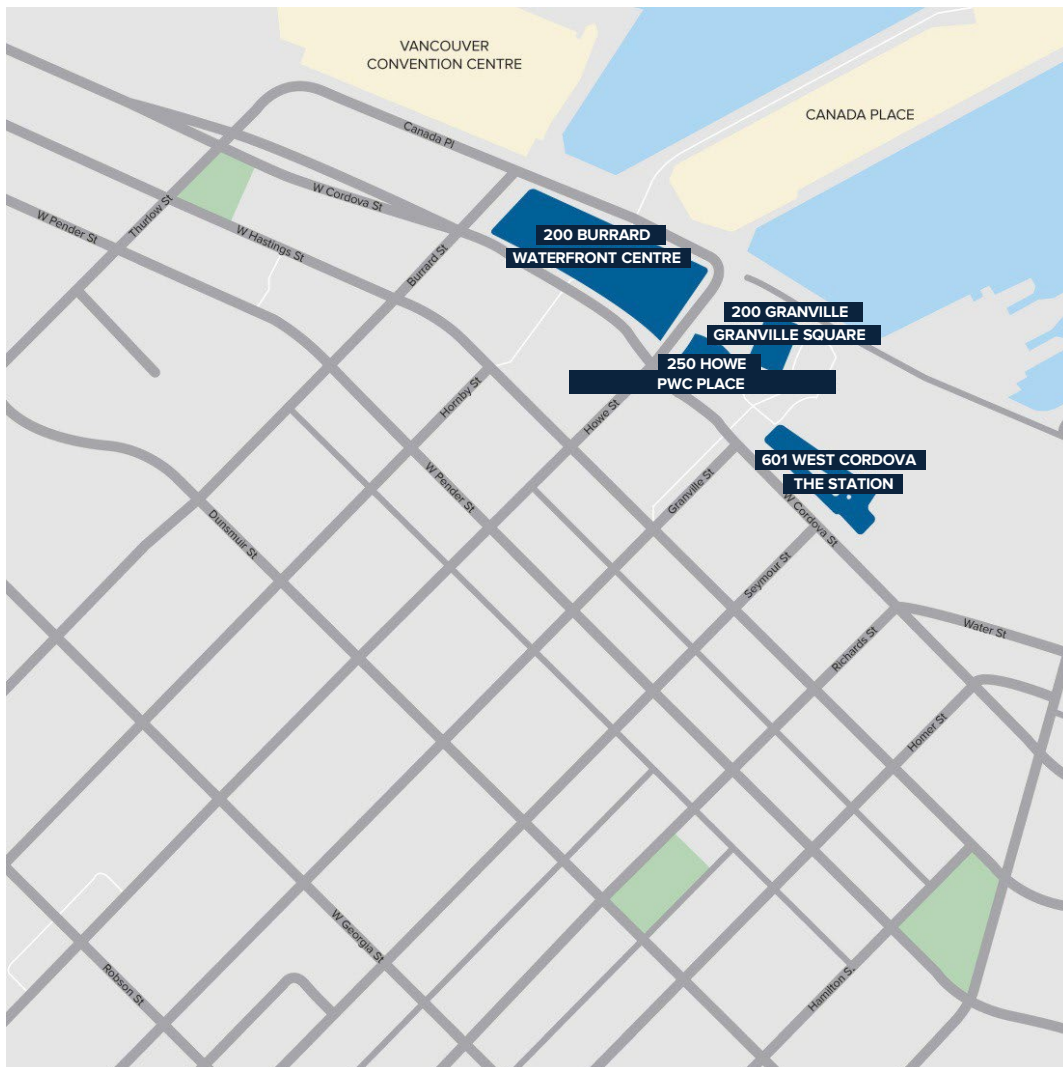 VANCOUVER
CONVENTION CENTRE
CANADA PLACE
Canada Pl
W Cordova St
Thurlow St
W Hastings St
W Pender St
Burrard St
200 BURRARD
WATERFRONT CENTRE
200 GRANVILLE
GRANVILLE SQUARE
250 HOWE
PWC PLACE
Hornby St
Howe St
601 WEST CORDOVA
THE STATION
W Pender St
Granville St
W Cordova St
Dunsmuir St
Seymour St
Water St
Richards St
Homer St
W Georgia St
Robson St
Hamilton S.